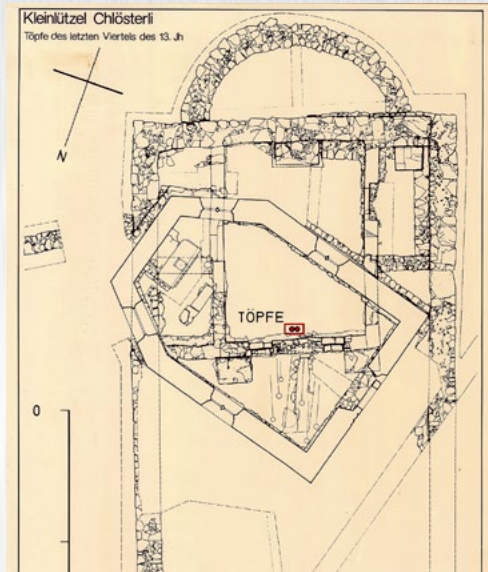 Kleinlützel Chlösterli
Töpfe des letzten Viertels des 13. Jh
N
TÖPFE
0